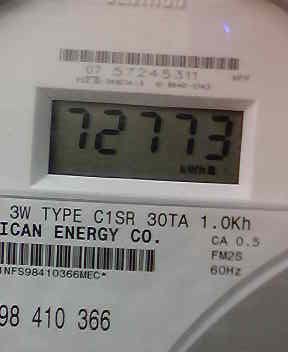 07 57245311
72773
3W TYPE C1SR 30TA 1.0Kh
ICAN ENERGY CO.
CA 0.5
FM2S
60Hz
NFS98410366MEC*
98 410 366